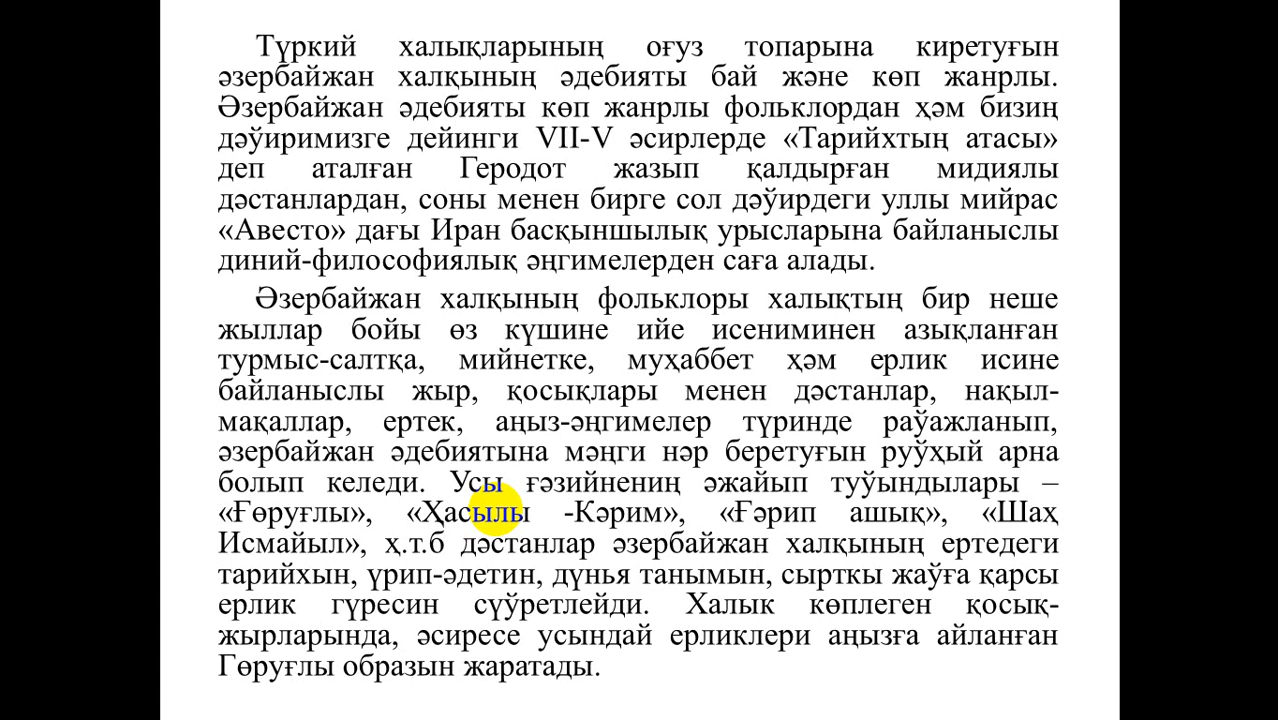 Түркий халықларының оғуз топарына киретуғын
әзербайжан халқының әдебияты бай және көп жанрлы.
Әзербайжан әдебияты көп жанрлы фольклордан ҳәм бизиң
дәўиримизге дейинги VII-V әсирлерде «Тарийхтың атасы»
деп аталған Геродот жазып қалдырған мидиялы
дәстанлардан, соны менен бирге сол дәўирдеги уллы мийрас
«Авесто» дағы Иран басқыншылық урысларына байланыслы
диний-философиялық әңгимелерден саға алады.
Әзербайжан халқының фольклоры халықтың бир неше
жыллар бойы өз күшине ийе исениминен азықланған
турмыс-салтқа, мийнетке, муҳаббет ҳәм ерлик исине
байланыслы жыр, қосықлары менен дәстанлар, нақыл-
мақаллар, ертек, аңыз-әңгимелер түринде раўажланып,
әзербайжан әдебиятына мәңги нәр беретуғын руўҳый арна
болып келеди. Усы ғәзийнениң әжайып туўындылары –
«Ғөруғлы», «Ҳасылы -Кәрим», «Ғәрип ашық», «Шаҳ
Исмайыл», ҳ.т.б дәстанлар әзербайжан халқының ертедеги
тарийхын, үрип-әдетин, дүнья танымын, сырткы жаўға қарсы
ерлик гүресин сүўретлейди. Халык көплеген қосық-
жырларында, әсиресе усындай ерликлери аңызға айланған
Гөруғлы образын жаратады.